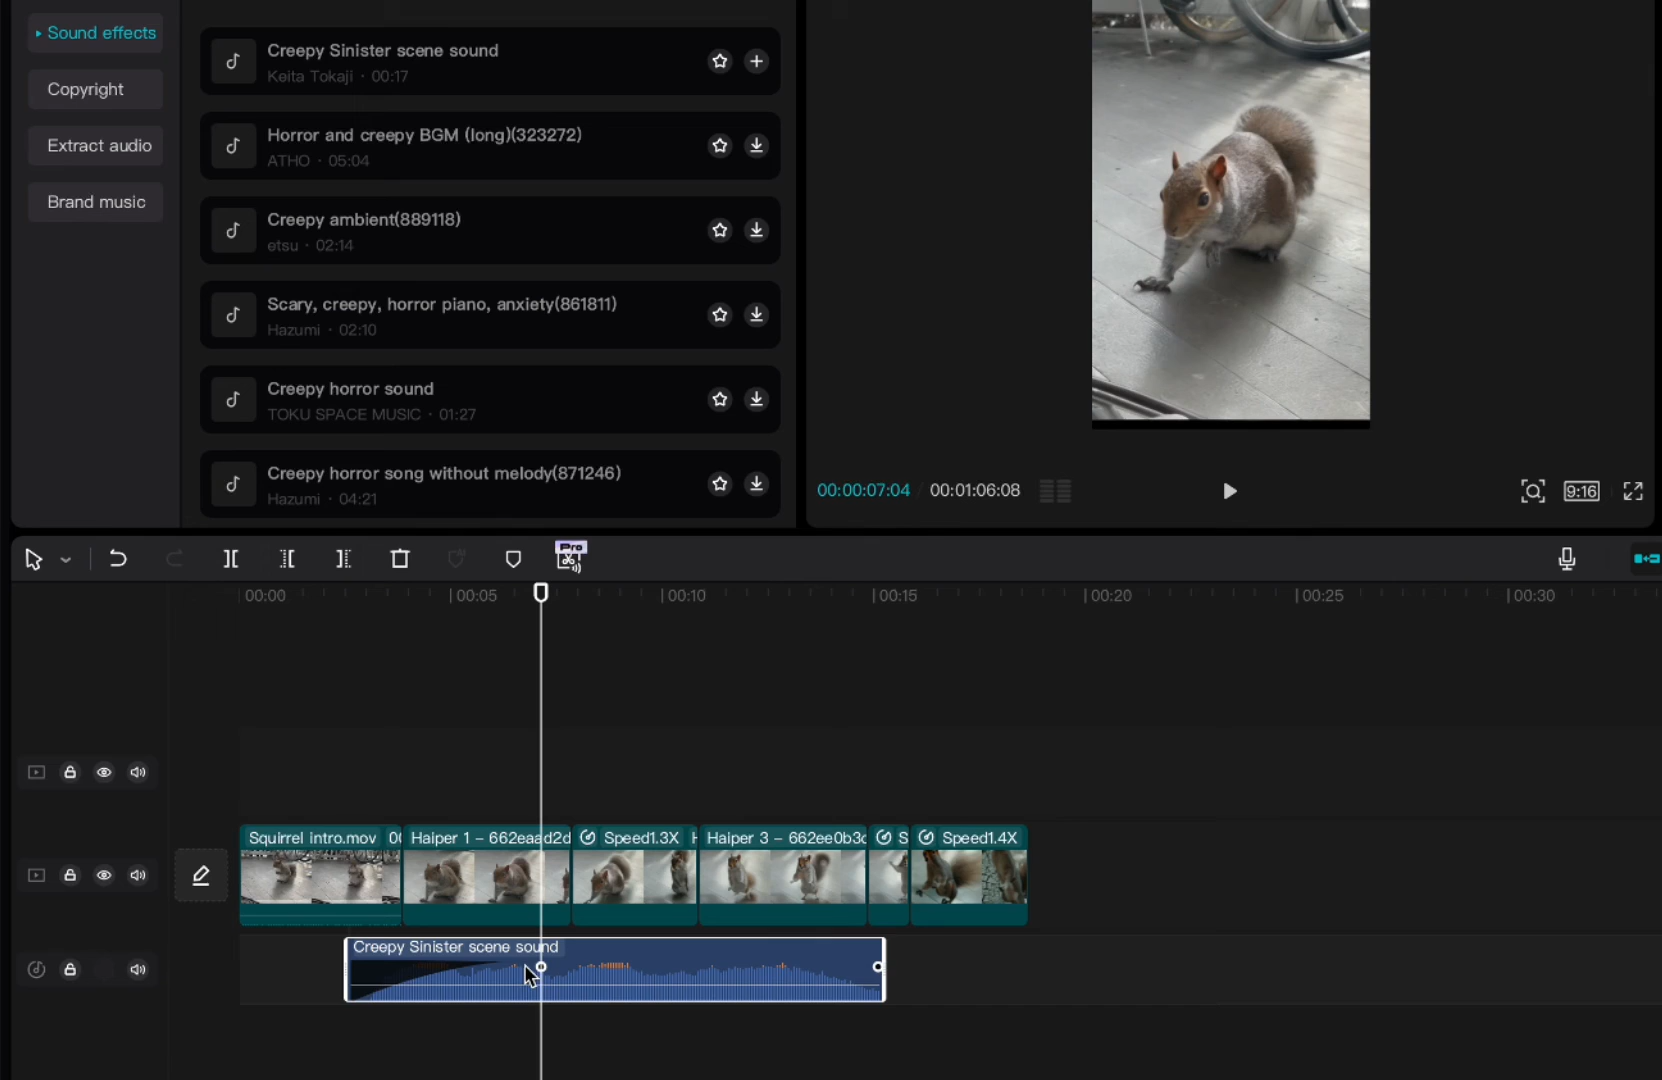 Sound effects
Copyright
Extract audio
Brand music
Creepy Sinister scene sound
Keita Tokaji · 00:17
Horror and creepy BGM (long)(323272)
ATHO · 05:04
Creepy ambient(889118)
etsu · 02:14
Scary, creepy, horror piano, anxiety(861811)
Hazumi · 02:10
Creepy horror sound
TOKU SPACE MUSIC · 01:27
Creepy horror song without melody(871246)
Hazumi · 04:21
00:00:07:04 00:01:06:08
9:16
Pro
00:00 00:05 00:10 00:15 00:20 00:25 00:30
Squirrel intro.mov 00 Haiper 1 - 662eaad2d Speed1.3X H Haiper 3 - 662ee0b3c S Speed1.4X
Creepy Sinister scene sound